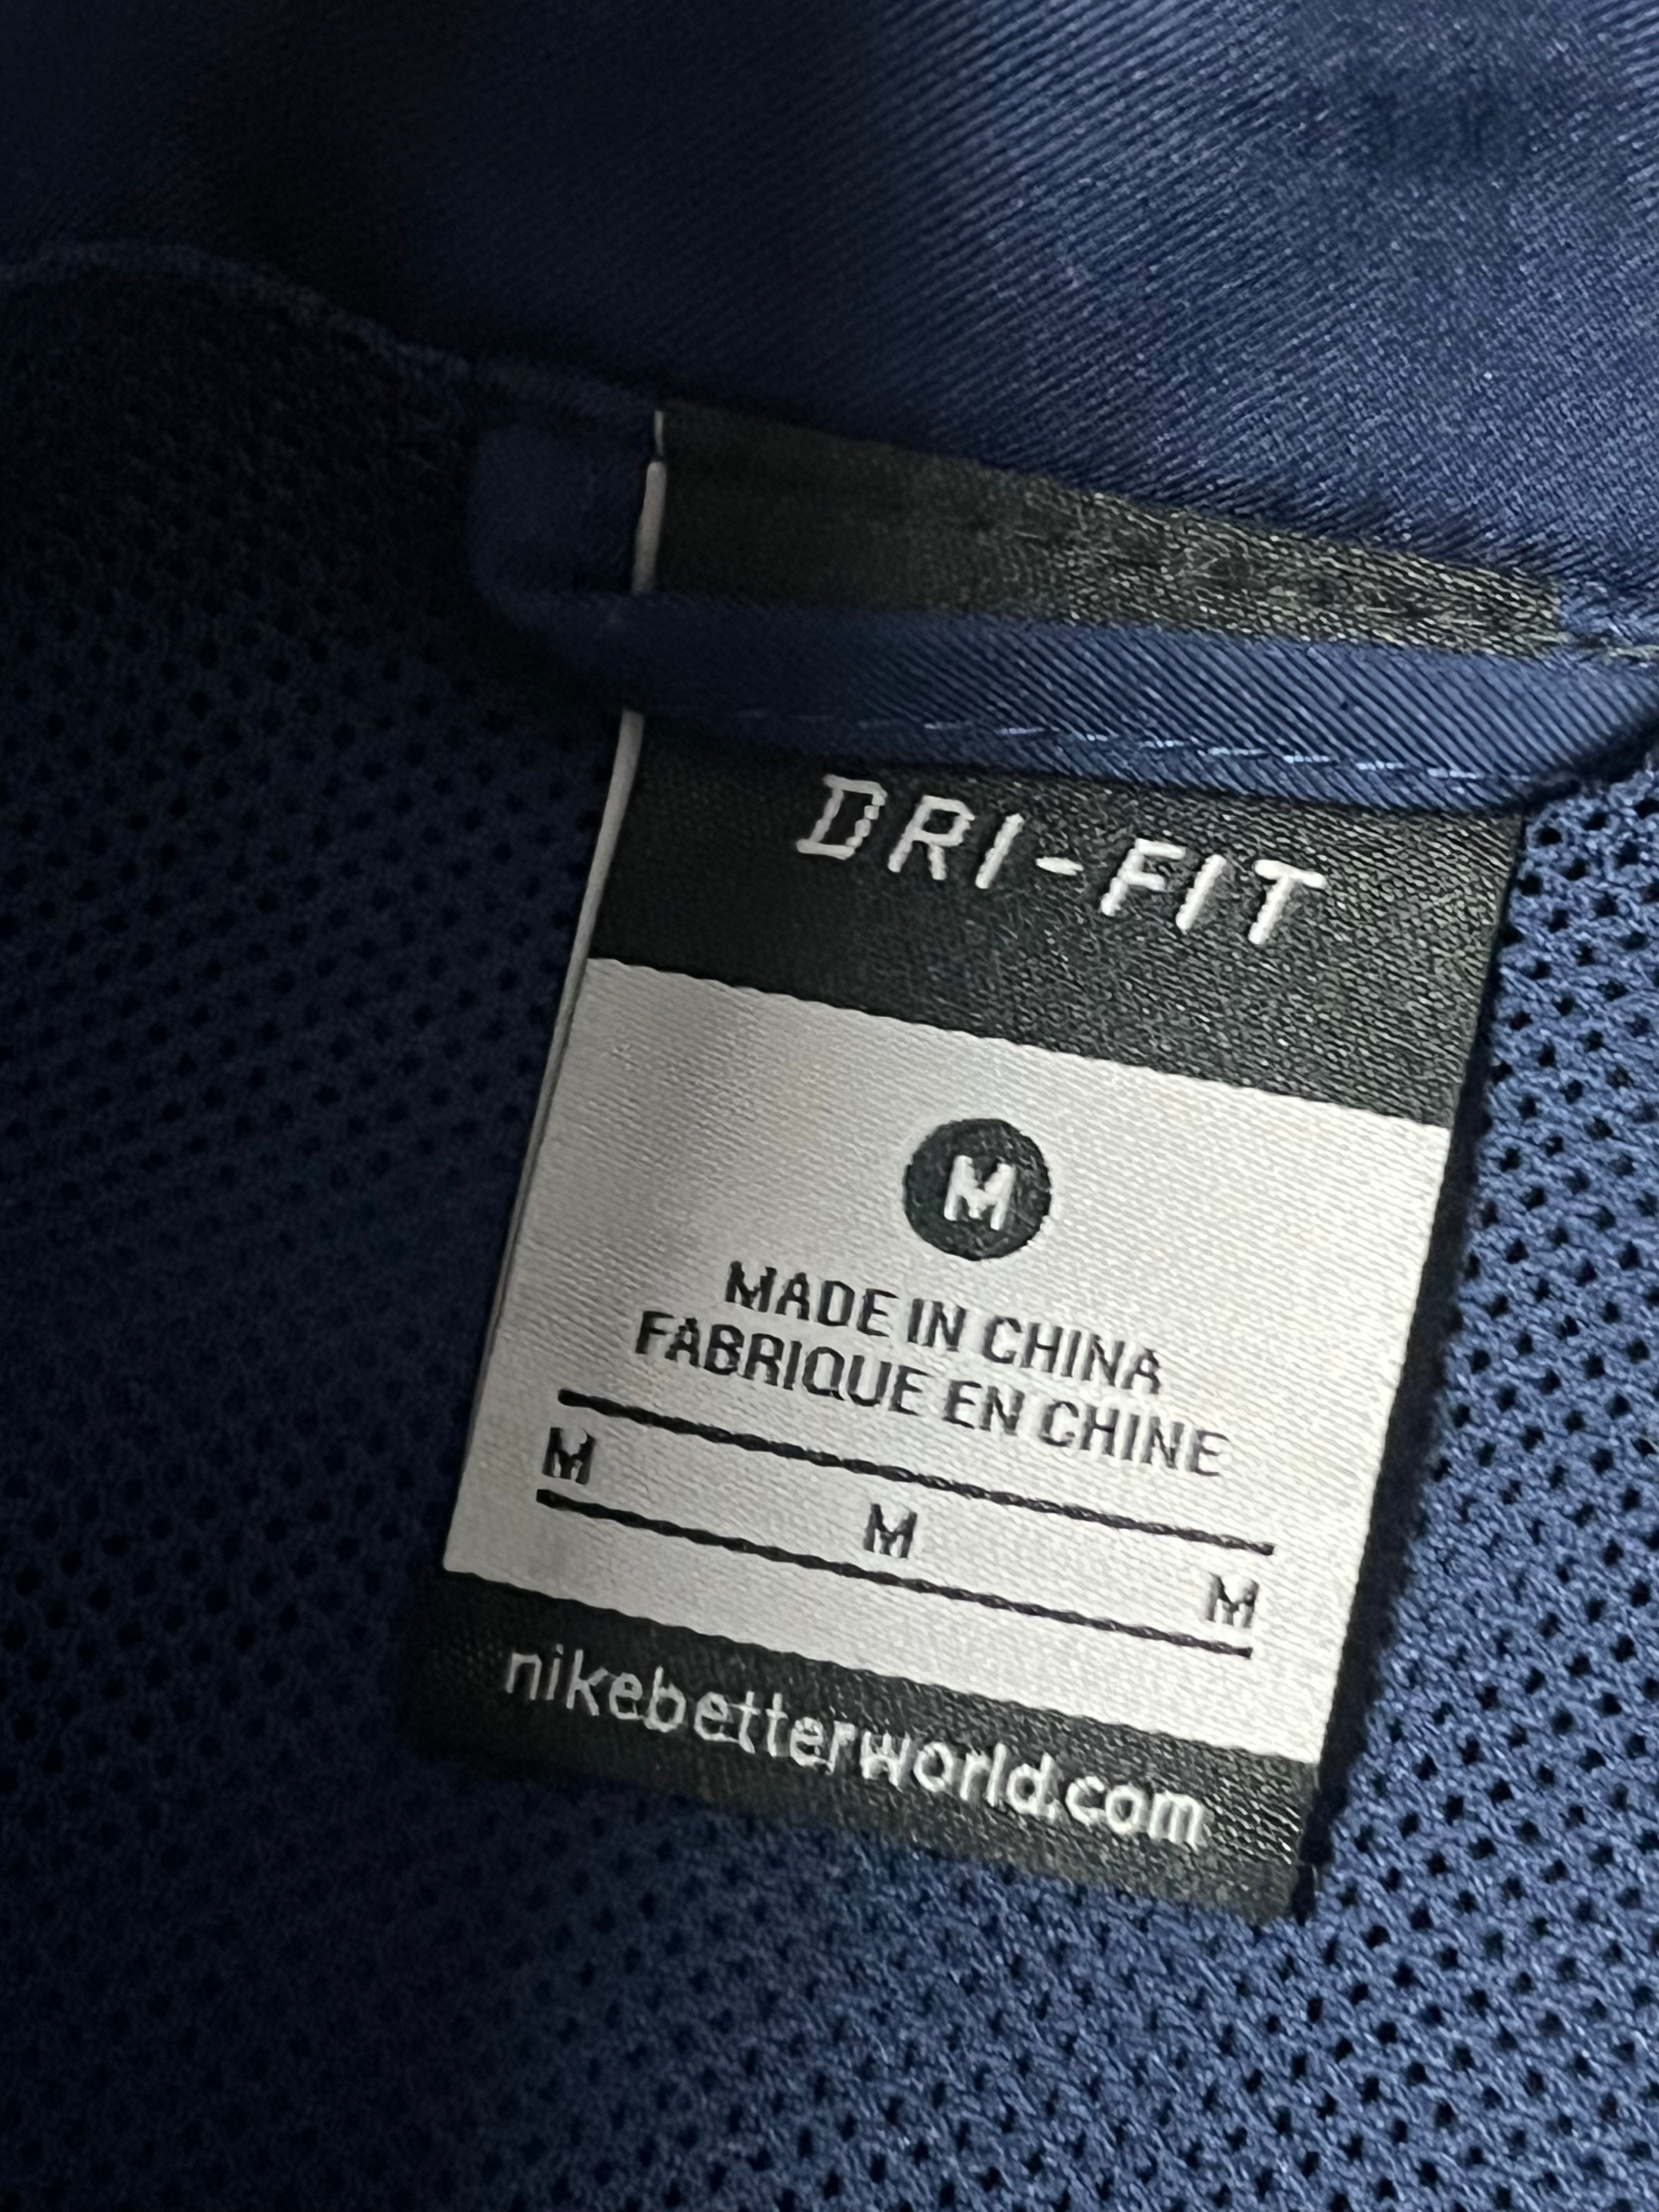 DRI-FIT
M
MADE IN CHINA
FABRIQUE EN CHINE
M M M
nikebetterworld.com